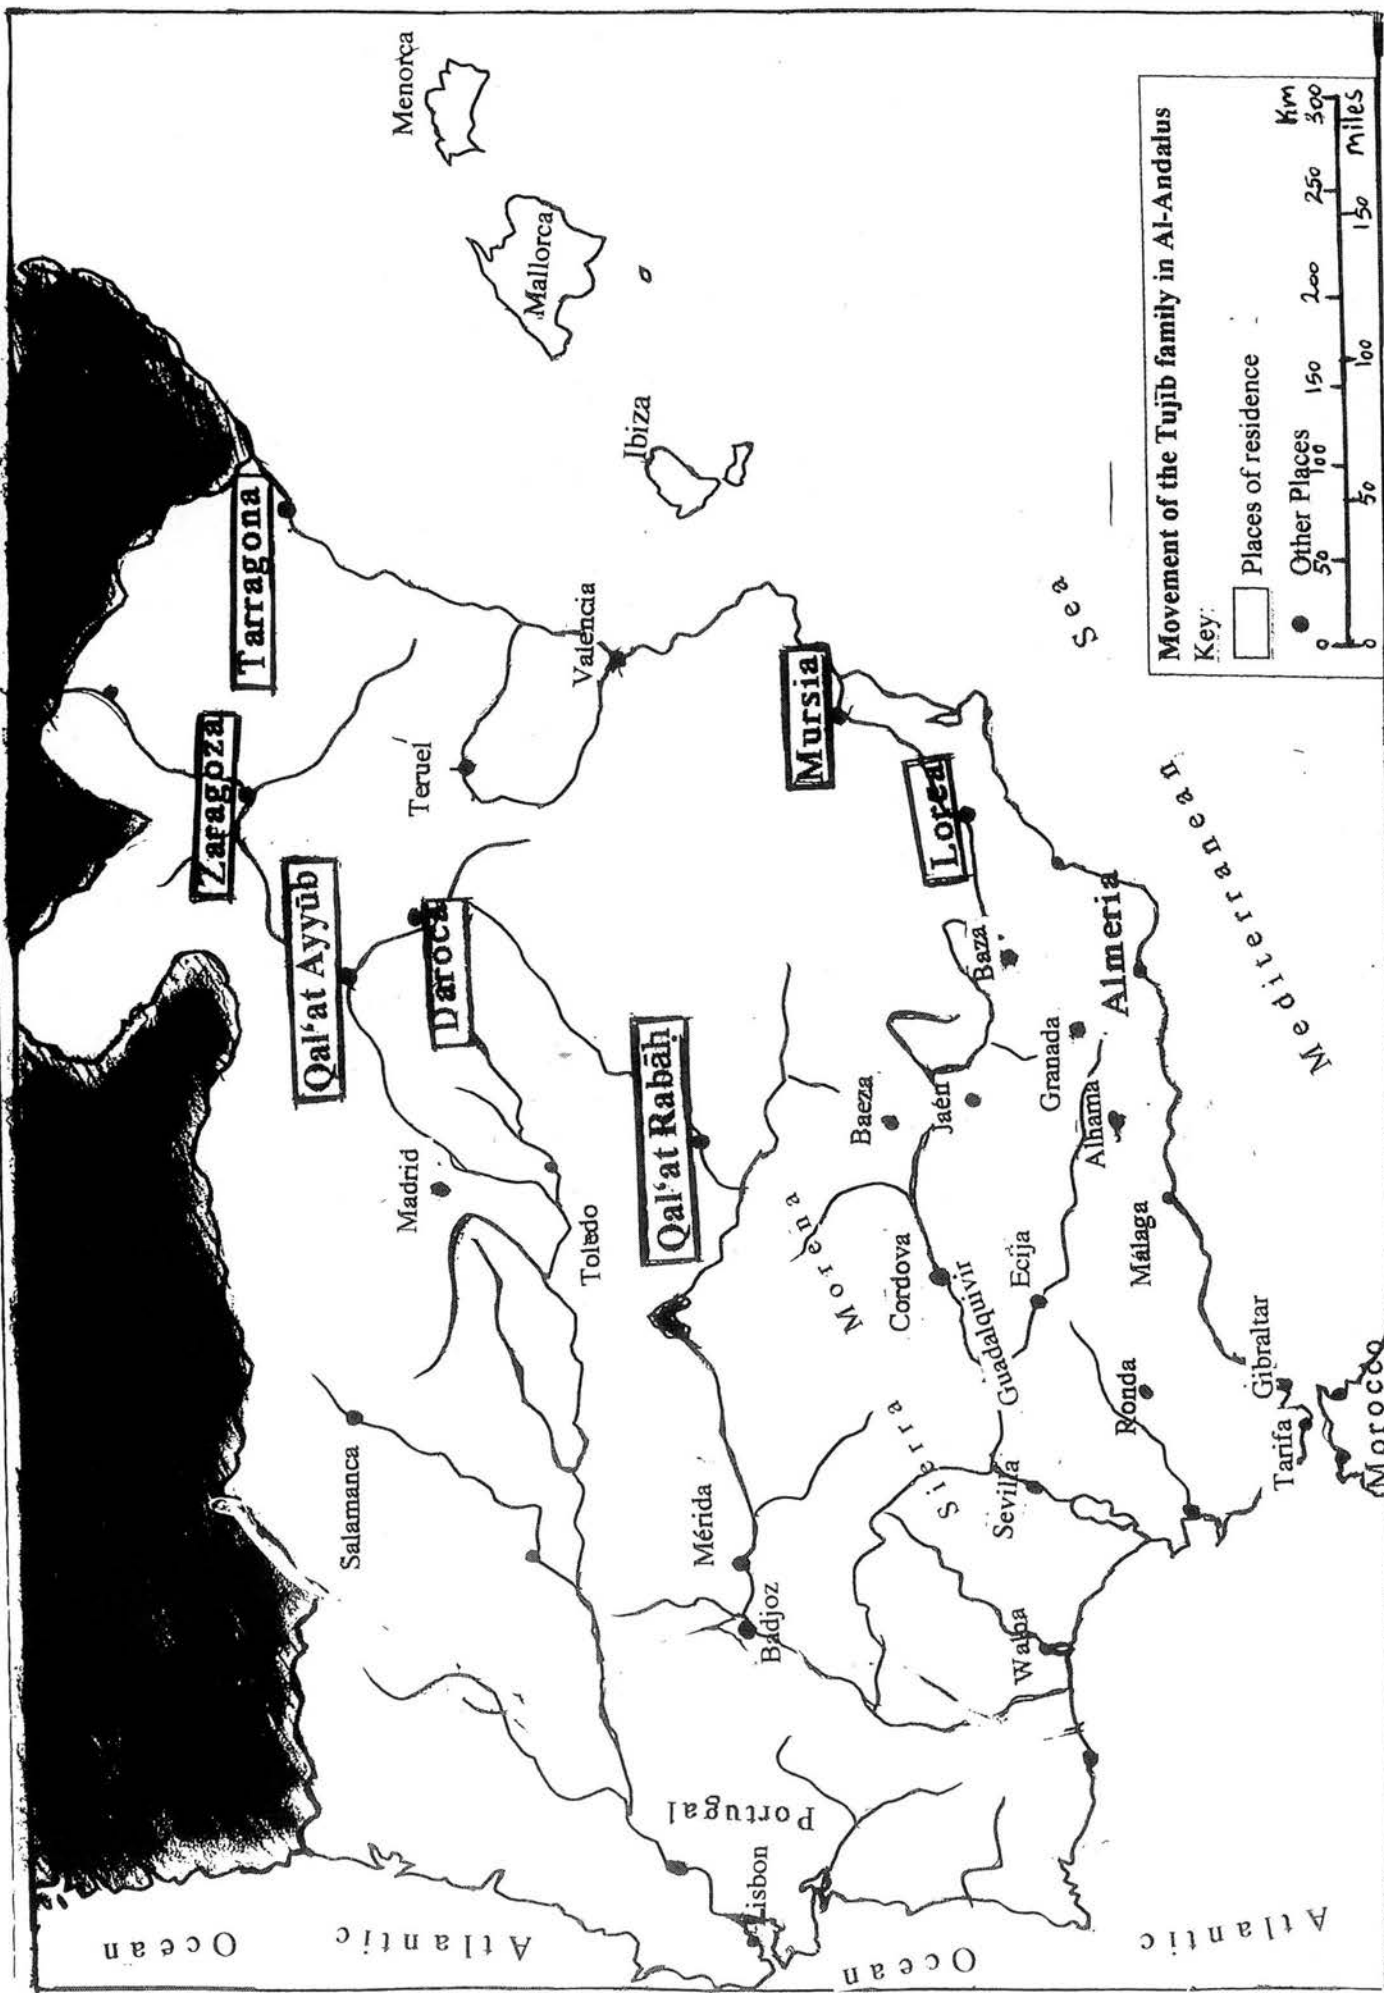 Menorca
Mallorca
Ibiza
Tarragona
Zaragoza
Qal‘at Ayyūb
Daroca
Teruel
Valencia
Mursia
Lorca
Qal‘at Rabāḥ
Madrid
Toledo
Salamanca
Baza
Almeria
Granada
Baeza
Jaén
Alhama
Málaga
Cordova
Guadalquivir
Ecija
Sierra Morena
Ronda
Gibraltar
Tarifa
Morocco
Sevilla
Mérida
Badjoz
Walba
Portugal
Lisbon
Atlantic Ocean
Atlantic Ocean
Mediterranean Sea
Movement of the Tujīb family in Al-Andalus
Key:
Places of residence
Other Places
0 50 100 150 200 250 300 Km
0 50 100 150 miles